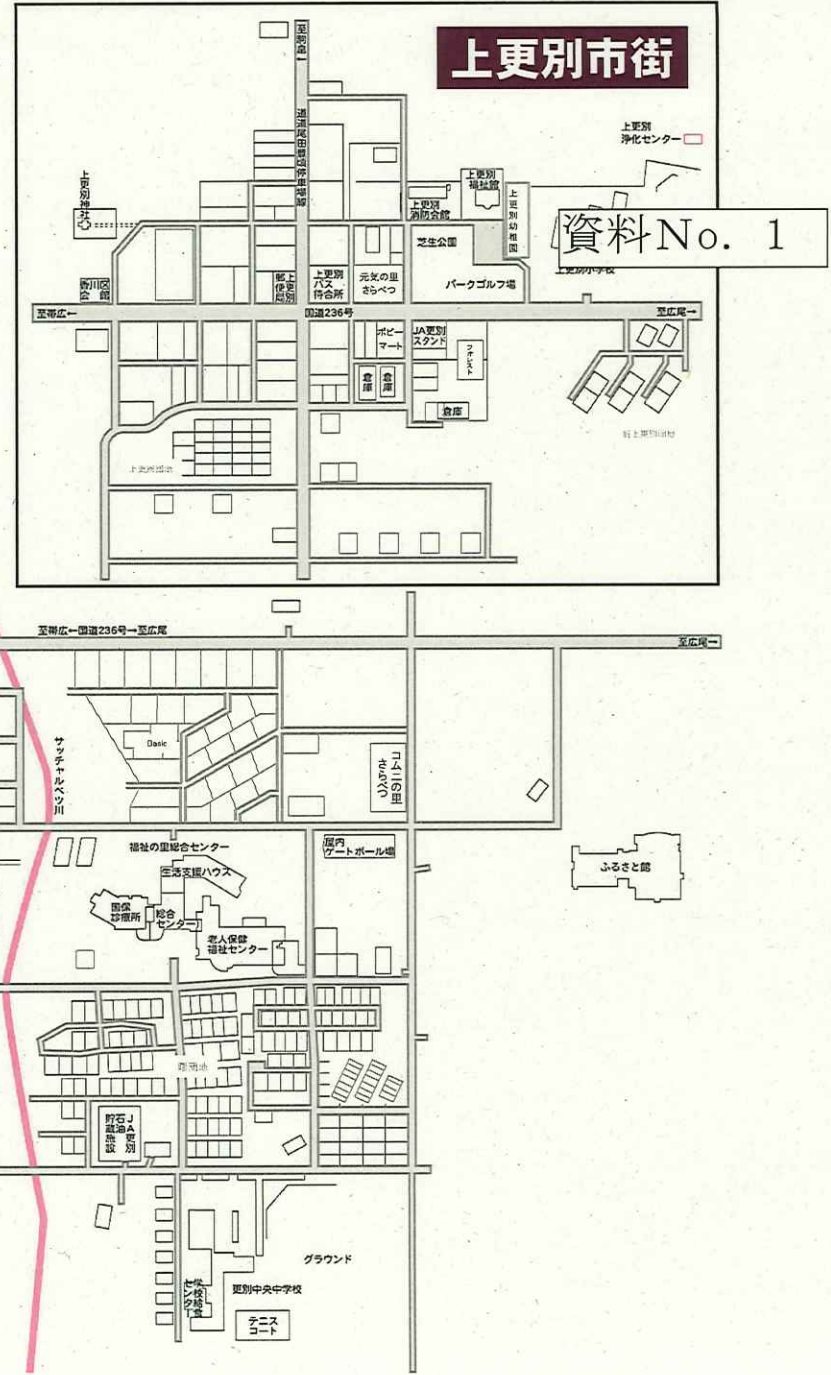 上更別市街
資料No. 1
至駒畠←
道道尾田豊頃停車場線
上更別
浄化センター
上更別神社
上更別
福祉館
上更別
消防会館
上更別幼稚園
芝生公園
上更別小学校
香川区
会館
上更別
郵便局
上更別
バス
待合所
元気の里
さらべつ
パークゴルフ場
至帯広←
国道236号
至広尾→
ポピー
マート
JA更別
スタンド
フォレスト
倉庫
倉庫
倉庫
至帯広←国道236号→至広尾
至広尾→
サッチャルベツ川
Basic
コムニの里
さらべつ
福祉の里総合センター
屋内
ゲートボール場
生活支援ハウス
ふるさと館
国保
診療所
総合
センター
老人保健
福祉センター
JA更別
石油
貯蔵施設
グラウンド
学校給食
センター
更別中央中学校
テニス
コート